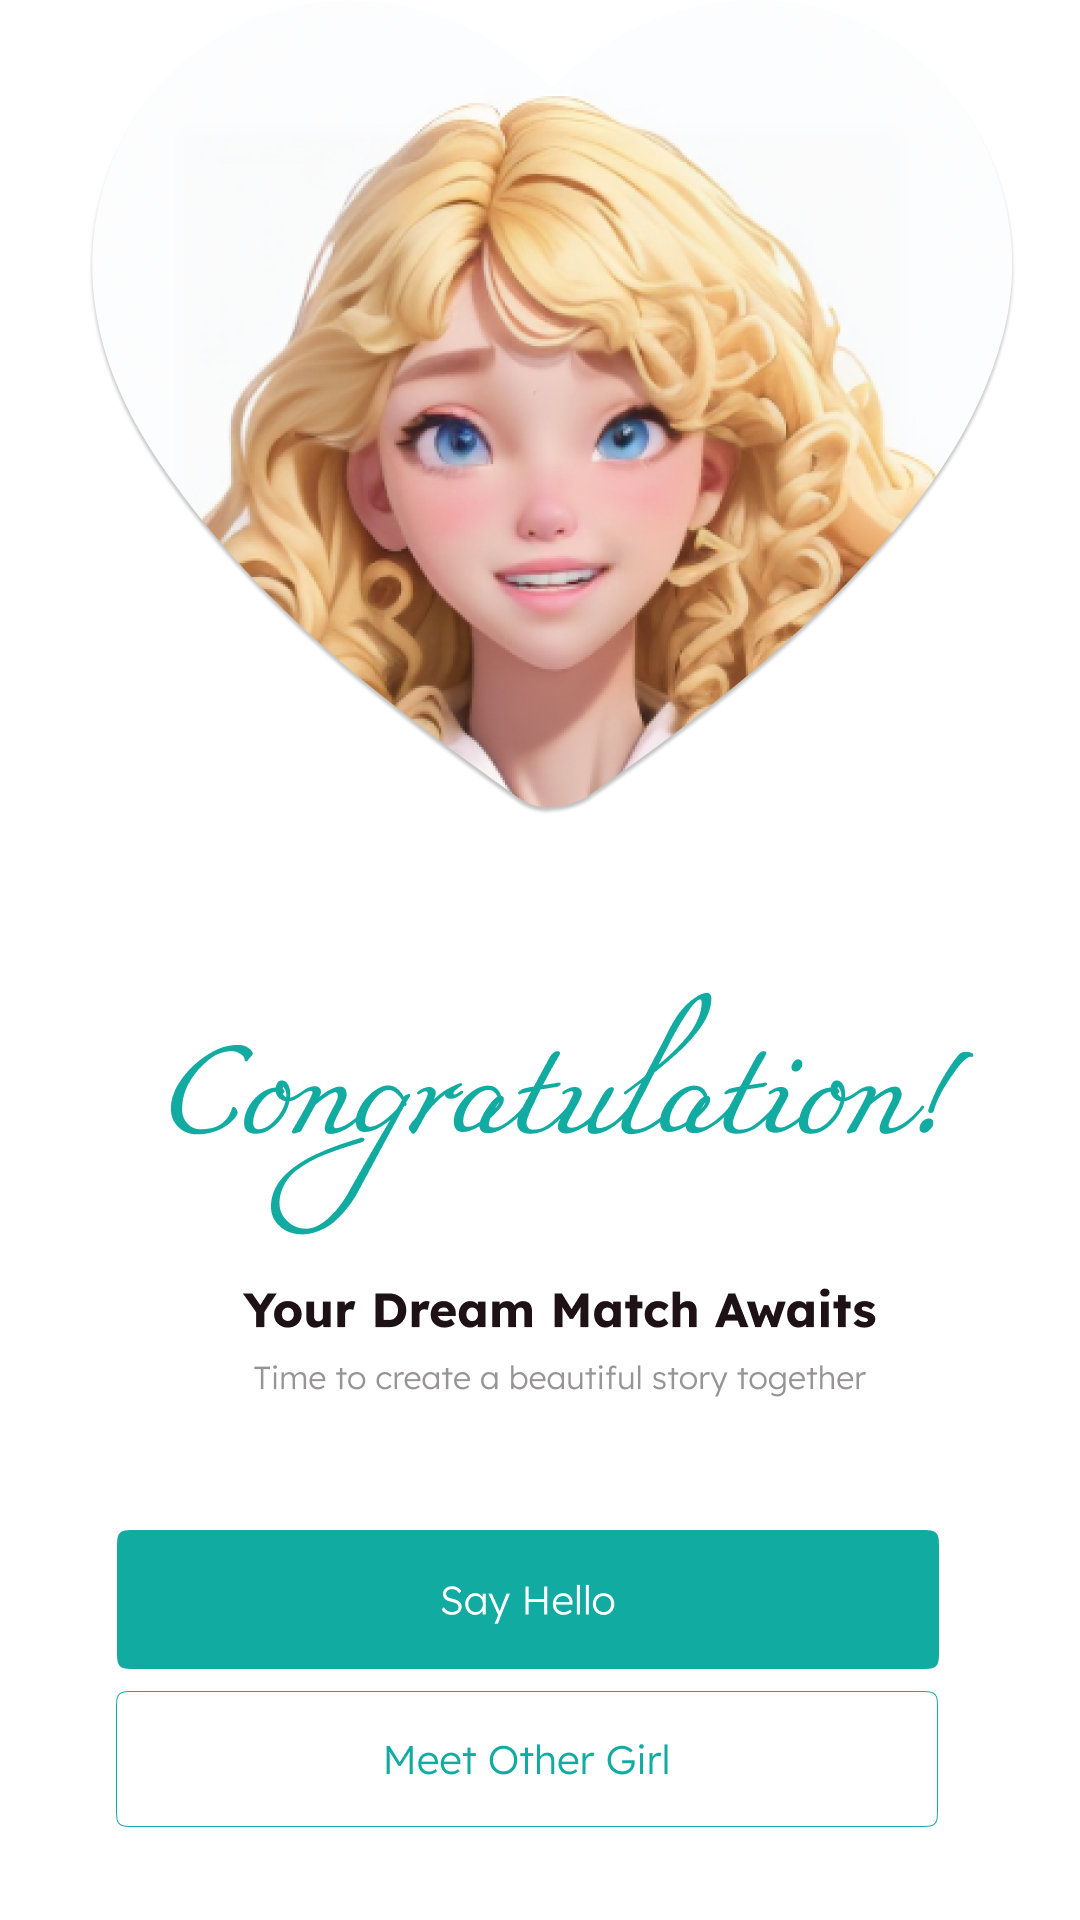 Congratulation!
Your Dream Match Awaits
Time to create a beautiful story together
Say Hello
Meet Other Girl